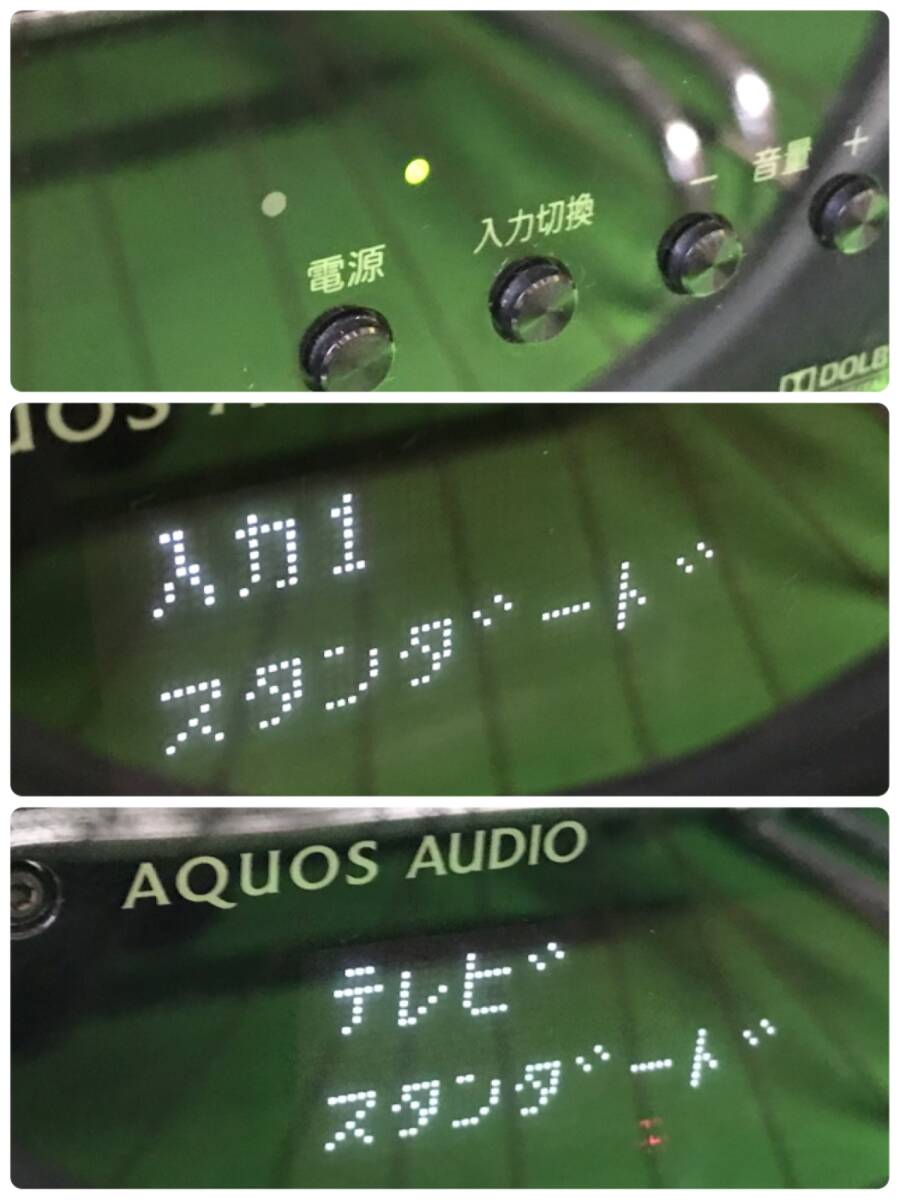 電源
入力切換
− 音量 +
DOLB
UOS A
入力1
スタンダード
AQUOS AUDIO
テレビ
スタンダード